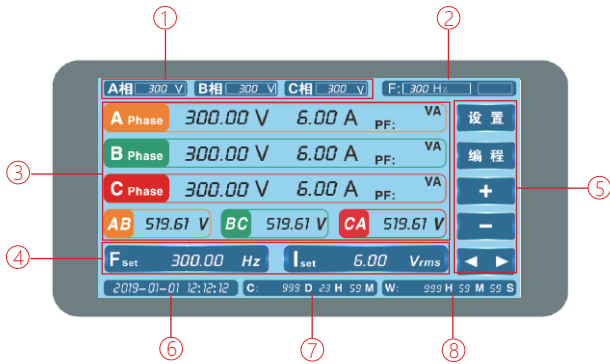 ① ②
A相 300 V B相 300 V C相 300 V F: 300 Hz
A Phase 300.00 V 6.00 A PF: VA 设置
B Phase 300.00 V 6.00 A PF: VA 编程
③ C Phase 300.00 V 6.00 A PF: VA + ⑤
AB 519.61 V BC 519.61 V CA 519.61 V −
④ Fset 300.00 Hz Iset 6.00 Vrms ◀ ▶
2019-01-01 12:12:12 C: 999 D 23 H 59 M W: 999 H 59 M 59 S
⑥ ⑦ ⑧